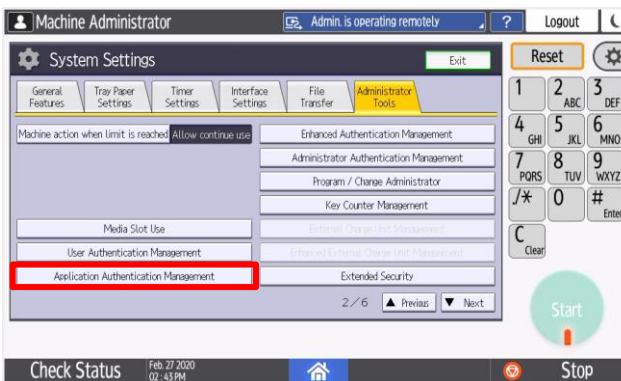 Machine Administrator
Admin. is operating remotely
?
Logout
System Settings
Exit
Reset
General Features
Tray Paper Settings
Timer Settings
Interface Settings
File Transfer
Administrator Tools
Machine action when limit is reached Allow continue use
Enhanced Authentication Management
Administrator Authentication Management
Program / Change Administrator
Key Counter Management
Media Slot Use
External Charge Unit Management
User Authentication Management
Enhanced External Charge Unit Management
Application Authentication Management
Extended Security
2/6 ▲ Previous ▼ Next
1
2 ABC
3 DEF
4 GHI
5 JKL
6 MNO
7 PQRS
8 TUV
9 WXYZ
./*
0
# Enter
C Clear
Start
Check Status
Feb. 27 2020
02:43PM
Stop